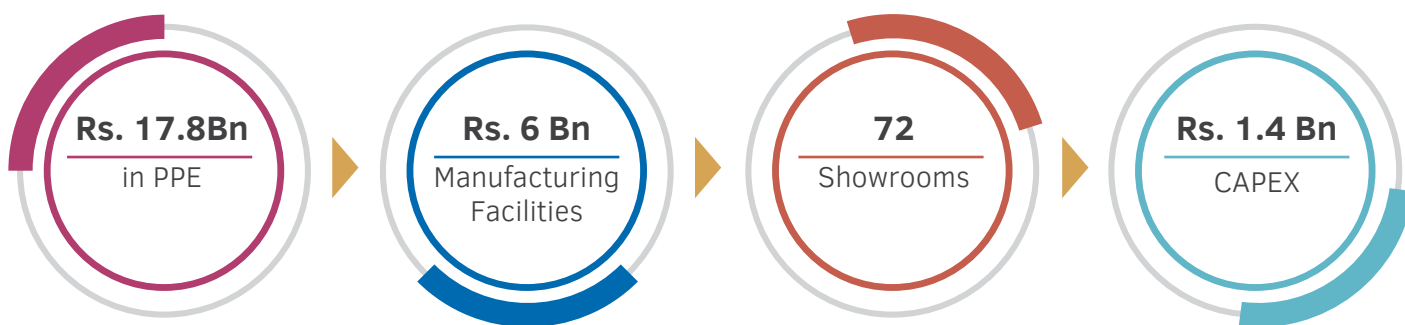 Rs. 17.8Bn
in PPE
Rs. 6 Bn
Manufacturing
Facilities
72
Showrooms
Rs. 1.4 Bn
CAPEX